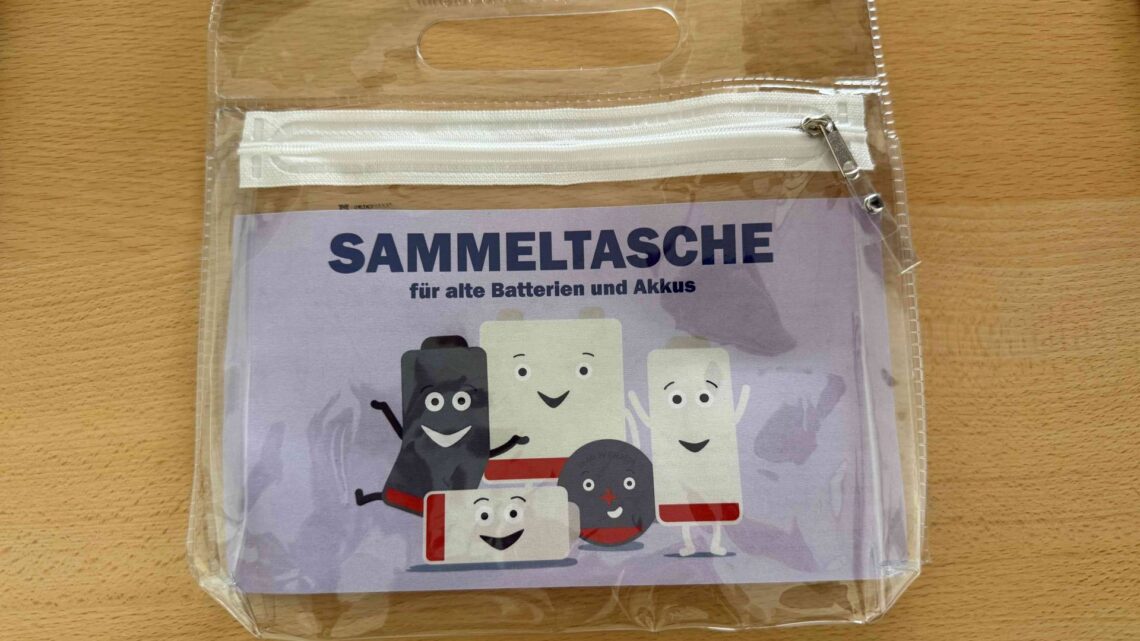 SAMMELTASCHE
für alte Batterien und Akkus